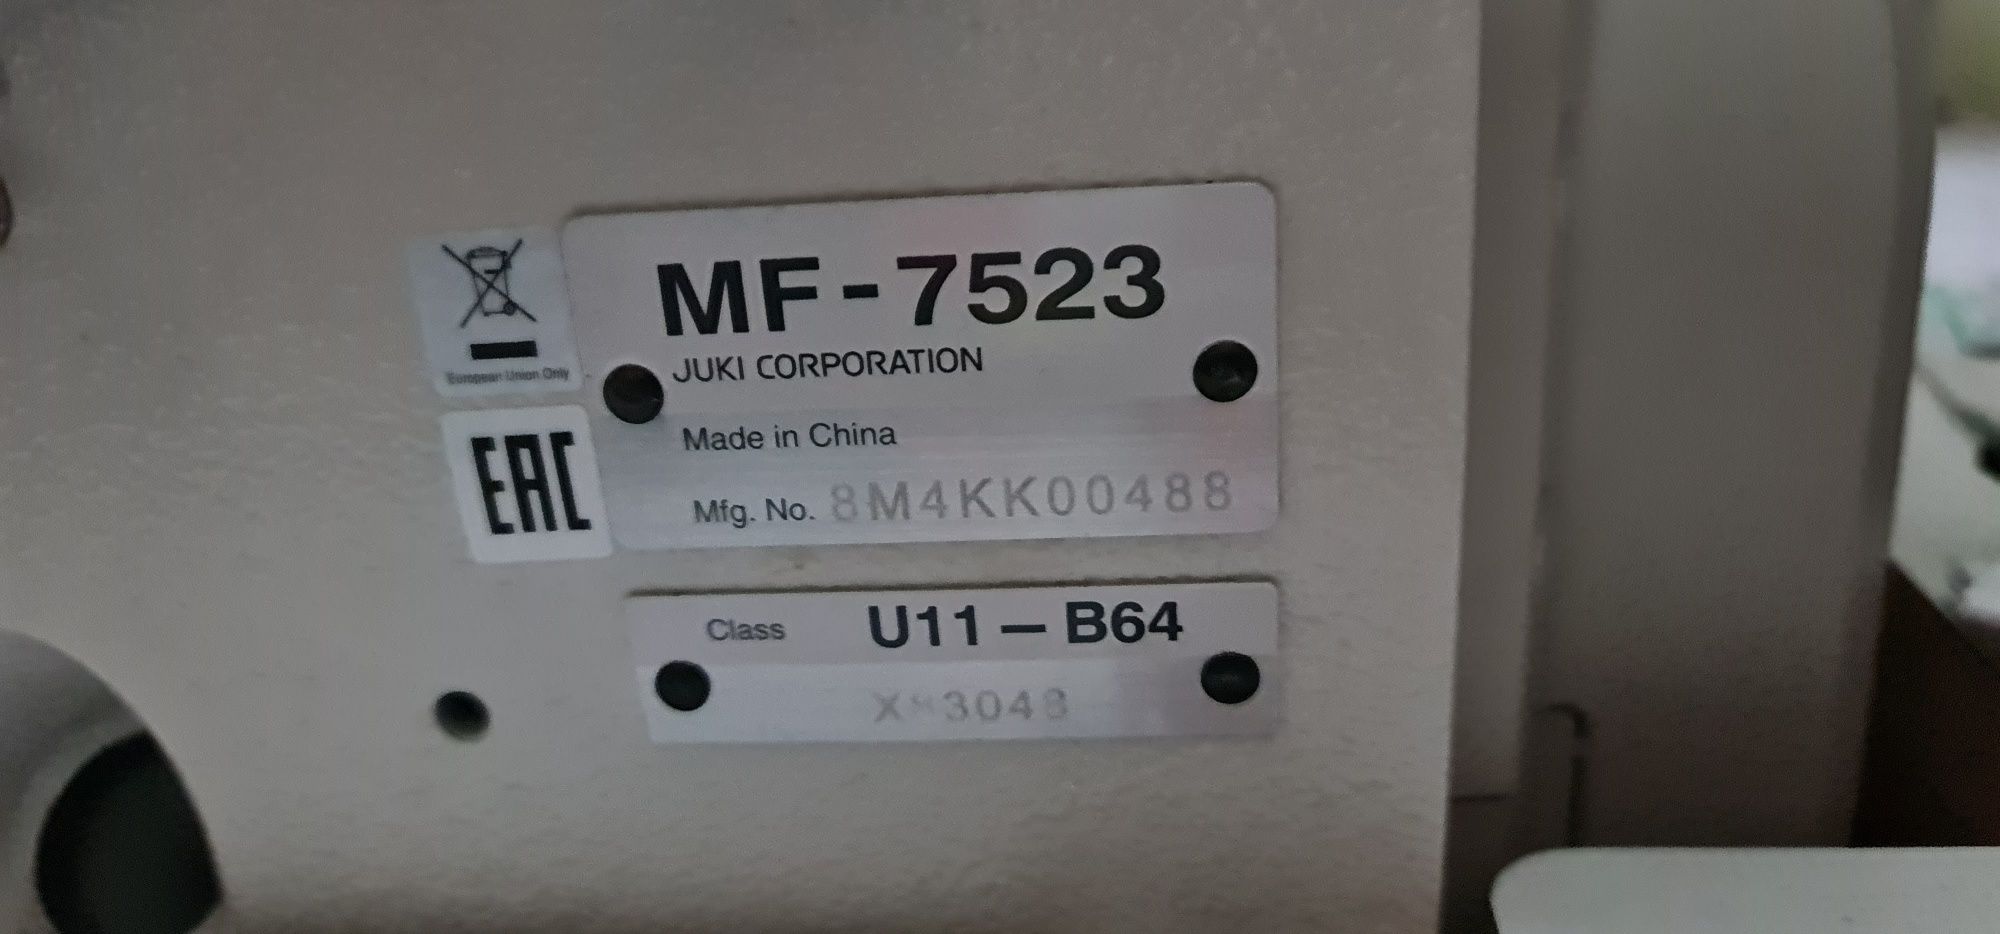 MF-7523
JUKI CORPORATION
European Union Only
Made in China
EAC
Mfg. No. 8M4KK00488
Class U11-B64